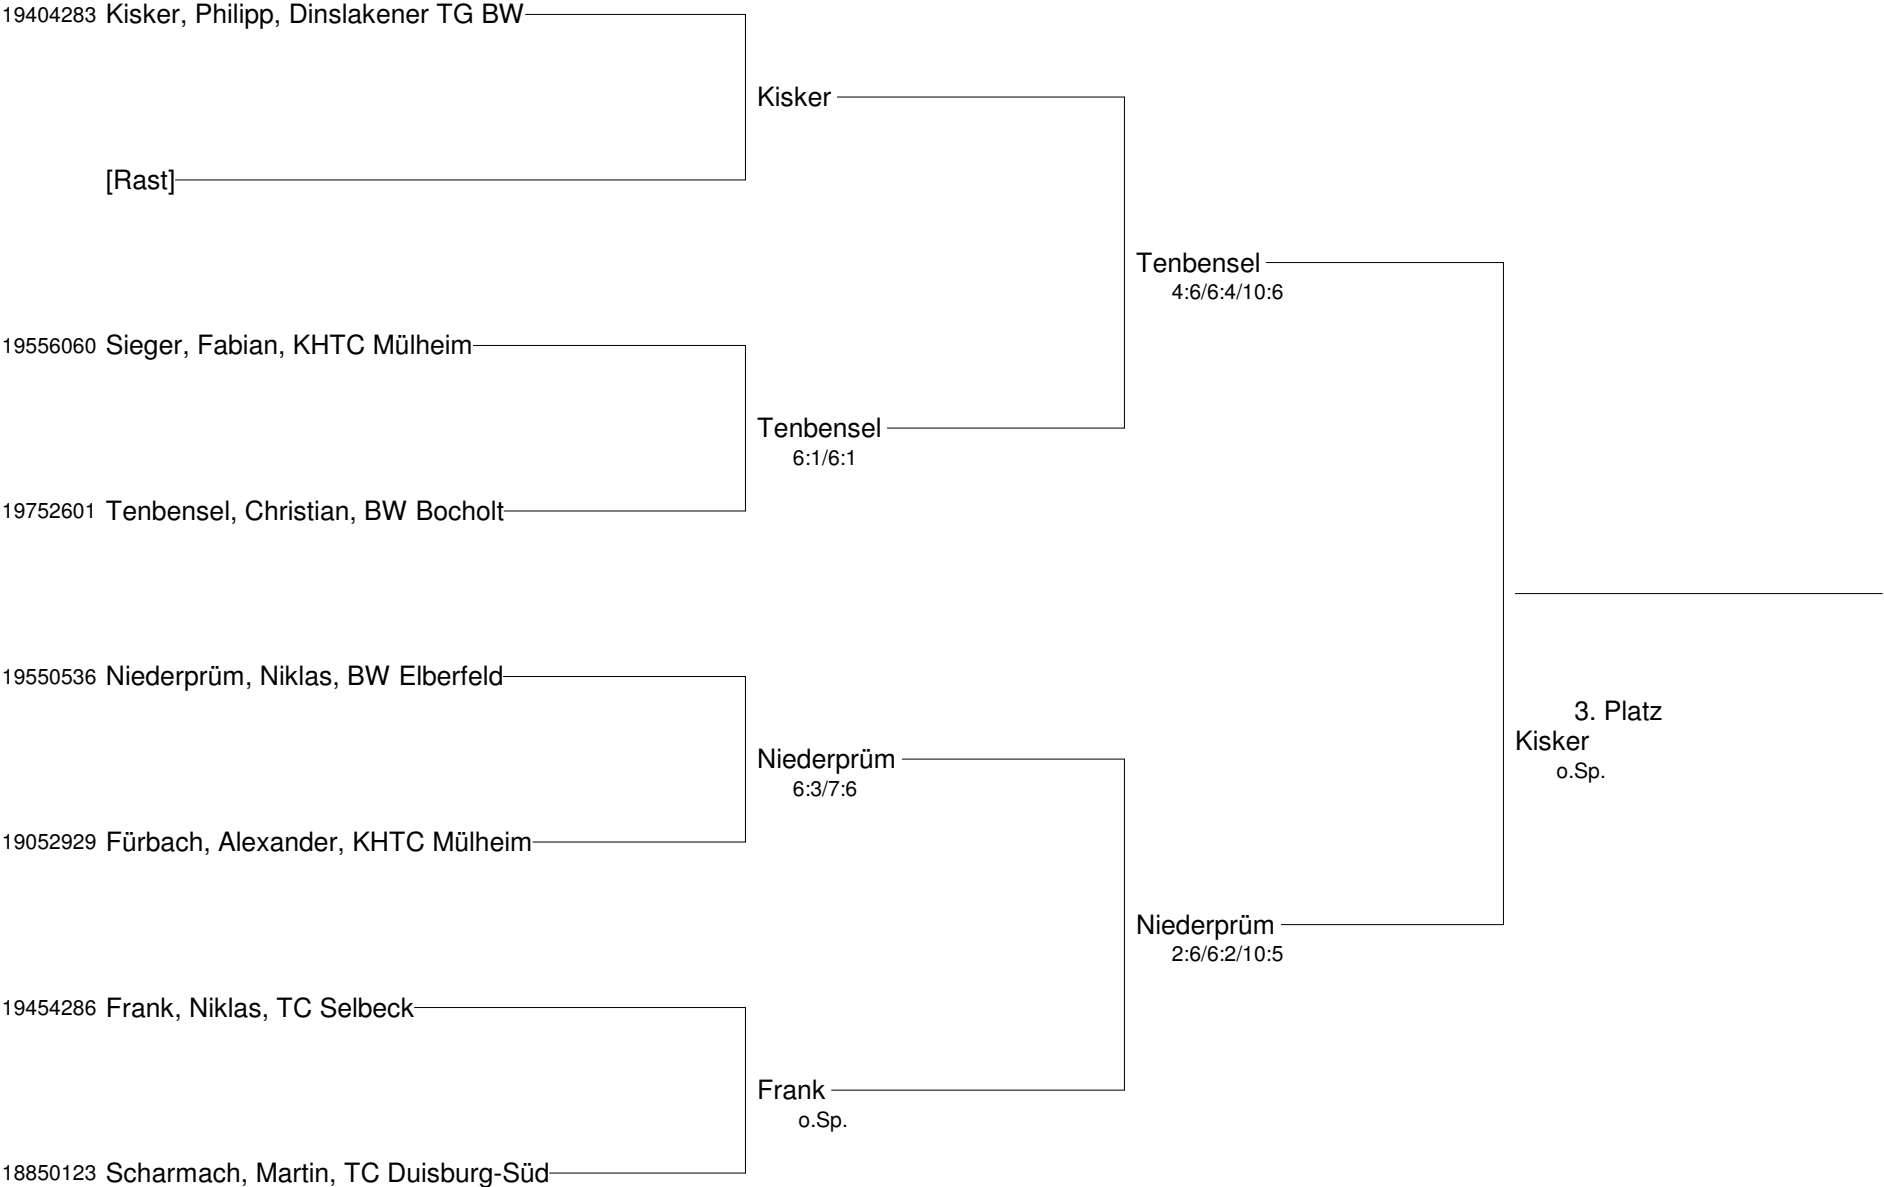 19404283 Kisker, Philipp, Dinslakener TG BW
Kisker
[Rast]
Tenbensel
4:6/6:4/10:6
19556060 Sieger, Fabian, KHTC Mülheim
Tenbensel
6:1/6:1
19752601 Tenbensel, Christian, BW Bocholt
19550536 Niederprüm, Niklas, BW Elberfeld
3. Platz
Kisker
o.Sp.
Niederprüm
6:3/7:6
19052929 Fürbach, Alexander, KHTC Mülheim
Niederprüm
2:6/6:2/10:5
19454286 Frank, Niklas, TC Selbeck
Frank
o.Sp.
18850123 Scharmach, Martin, TC Duisburg-Süd